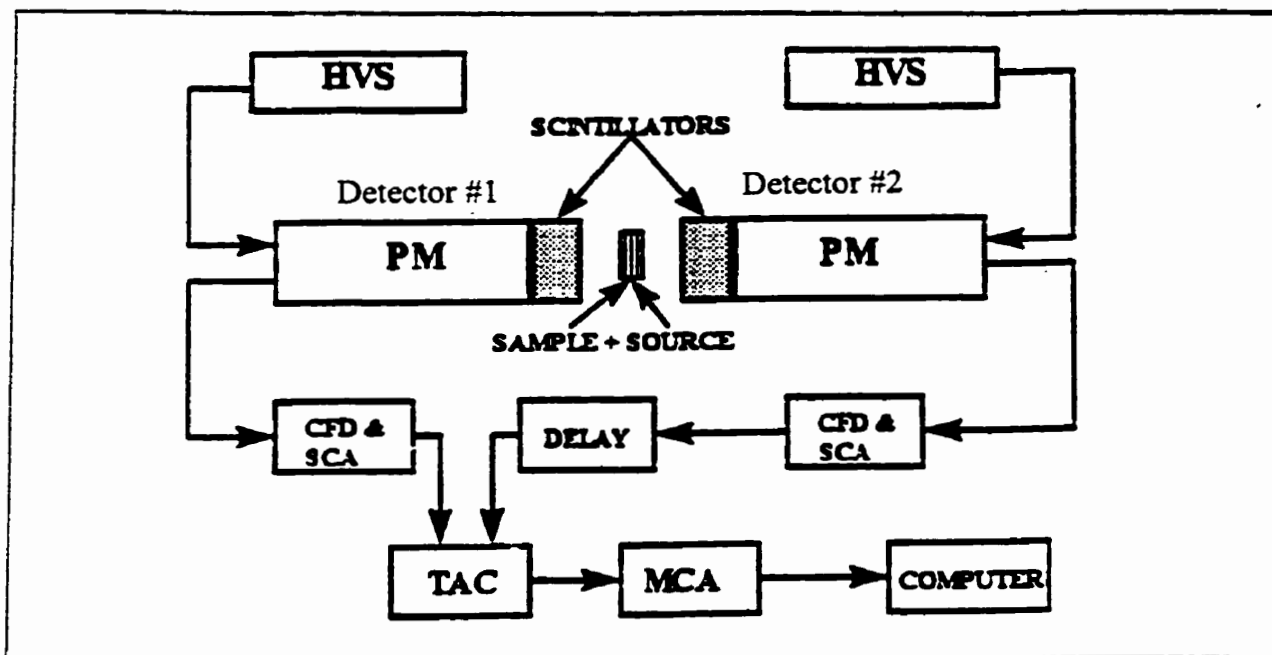 HVS
HVS
SCINTILLATORS
Detector #1
Detector #2
PM
PM
SAMPLE + SOURCE
CFD &
SCA
DELAY
CFD &
SCA
TAC
MCA
COMPUTER